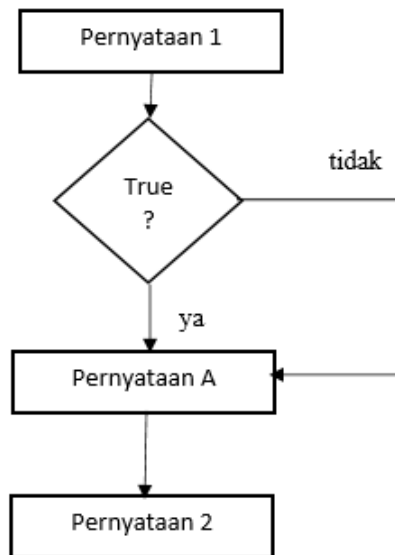 Pernyataan 1
True
?
tidak
ya
Pernyataan A
Pernyataan 2